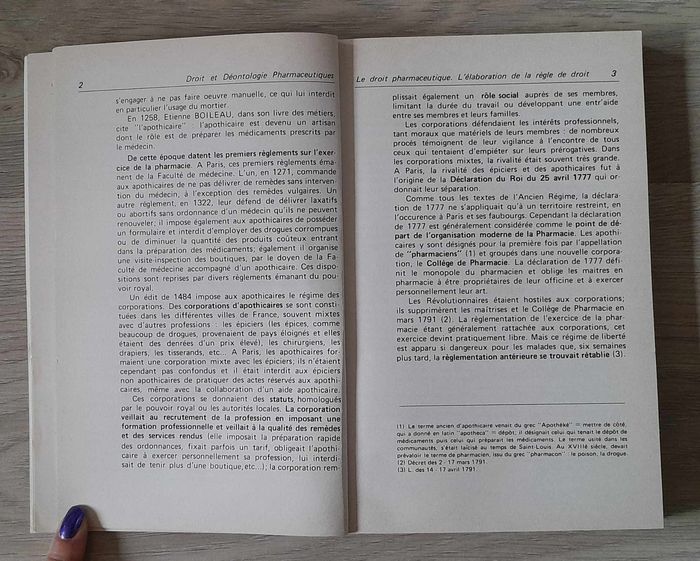 2
Droit et Déontologie Pharmaceutiques
s'engager à ne pas faire oeuvre manuelle, ce qui lui interdit
en particulier l'usage du mortier.
En 1258, Etienne BOILEAU, dans son livre des métiers,
cite "l'apothicaire" : l'apothicaire est devenu un artisan
dont le rôle est de préparer les médicaments prescrits par
le médecin.
De cette époque datent les premiers règlements sur l'exer-
cice de la pharmacie. A Paris, ces premiers règlements éma-
nent de la Faculté de médecine. L'un, en 1271, commande
aux apothicaires de ne pas délivrer de remèdes sans interven-
tion du médecin, à l'exception des remèdes vulgaires. Un
autre règlement, en 1322, leur défend de délivrer laxatifs
ou abortifs sans ordonnance d'un médecin qu'ils ne peuvent
renouveler; il impose également aux apothicaires de posséder
un formulaire et interdit d'employer des drogues corrompues
ou de diminuer la quantité des produits coûteux entrant
dans la préparation des médicaments; également il organise
une visite-inspection des boutiques, par le doyen de la Fa-
culté de médecine accompagné d'un apothicaire. Ces dispo-
sitions sont reprises par divers règlements émanant du pou-
voir royal.
Un édit de 1484 impose aux apothicaires le régime des
corporations. Des corporations d'apothicaires se sont consti-
tuées dans les différentes villes de France, souvent mixtes
avec d'autres professions : les épiciers (les épices, comme
beaucoup de drogues, provenaient de pays éloignés et elles
étaient des denrées d'un prix élevé), les chirurgiens, les
drapiers, les tisserands, etc... A Paris, les apothicaires for-
maient une corporation mixte avec les épiciers; ils n'étaient
cependant pas confondus et il était interdit aux épiciers
non apothicaires de pratiquer des actes réservés aux apothi-
caires, même avec la collaboration d'un aide apothicaire.
Ces corporations se donnaient des statuts, homologués
par le pouvoir royal ou les autorités locales. La corporation
veillait au recrutement de la profession en imposant une
formation professionnelle et veillait à la qualité des remèdes
et des services rendus (elle imposait la préparation rapide
des ordonnances, fixait parfois un tarif, obligeait l'apothi-
caire à exercer personnellement sa profession, lui interdi-
sait de tenir plus d'une boutique, etc...); la corporation rem-
Le droit pharmaceutique. L'élaboration de la règle de droit
3
plissait également un rôle social auprès de ses membres,
limitant la durée du travail ou développant une entr'aide
entre ses membres et leurs familles.
Les corporations défendaient les intérêts professionnels,
tant moraux que matériels de leurs membres : de nombreux
procès témoignent de leur vigilance à l'encontre de tous
ceux qui tentaient d'empiéter sur leurs prérogatives. Dans
les corporations mixtes, la rivalité était souvent très grande.
A Paris, la rivalité des épiciers et des apothicaires fut à
l'origine de la Déclaration du Roi du 25 avril 1777 qui or-
donnait leur séparation.
Comme tous les textes de l'Ancien Régime, la déclara-
tion de 1777 ne s'appliquait qu'à un territoire restreint, en
l'occurence à Paris et ses faubourgs. Cependant la déclaration
de 1777 est généralement considérée comme le point de dé-
part de l'organisation moderne de la Pharmacie. Les apothi-
caires y sont désignés pour la première fois par l'appellation
de "pharmaciens" (1) et groupés dans une nouvelle corpora-
tion, le Collège de Pharmacie. La déclaration de 1777 défi-
nit le monopole du pharmacien et oblige les maitres en
pharmacie à être propriétaires de leur officine et à exercer
personnellement leur art.
Les Révolutionnaires étaient hostiles aux corporations;
ils supprimèrent les maîtrises et le Collège de Pharmacie en
mars 1791 (2). La réglementation de l'exercice de la phar-
macie étant généralement rattachée aux corporations, cet
exercice devint pratiquement libre. Mais ce régime de liberté
est apparu si dangereux pour les malades que, six semaines
plus tard, la règlementation antérieure se trouvait rétablie (3).
(1) Le terme ancien d'apothicaire venait du grec "Apothêkê" = mettre de côté,
qui a donné en latin "apotheca" = dépôt; il désignait celui qui tenait le dépôt de
médicaments puis celui qui préparait les médicaments. Le terme usité dans les
communautés, s'était laïcisé au temps de Saint-Louis. Au XVIIIè siècle, devait
prévaloir le terme de pharmacien, issu du grec "pharmacon" : le poison, la drogue.
(2) Décret des 2 - 17 mars 1791.
(3) L. des 14 - 17 avril 1791.